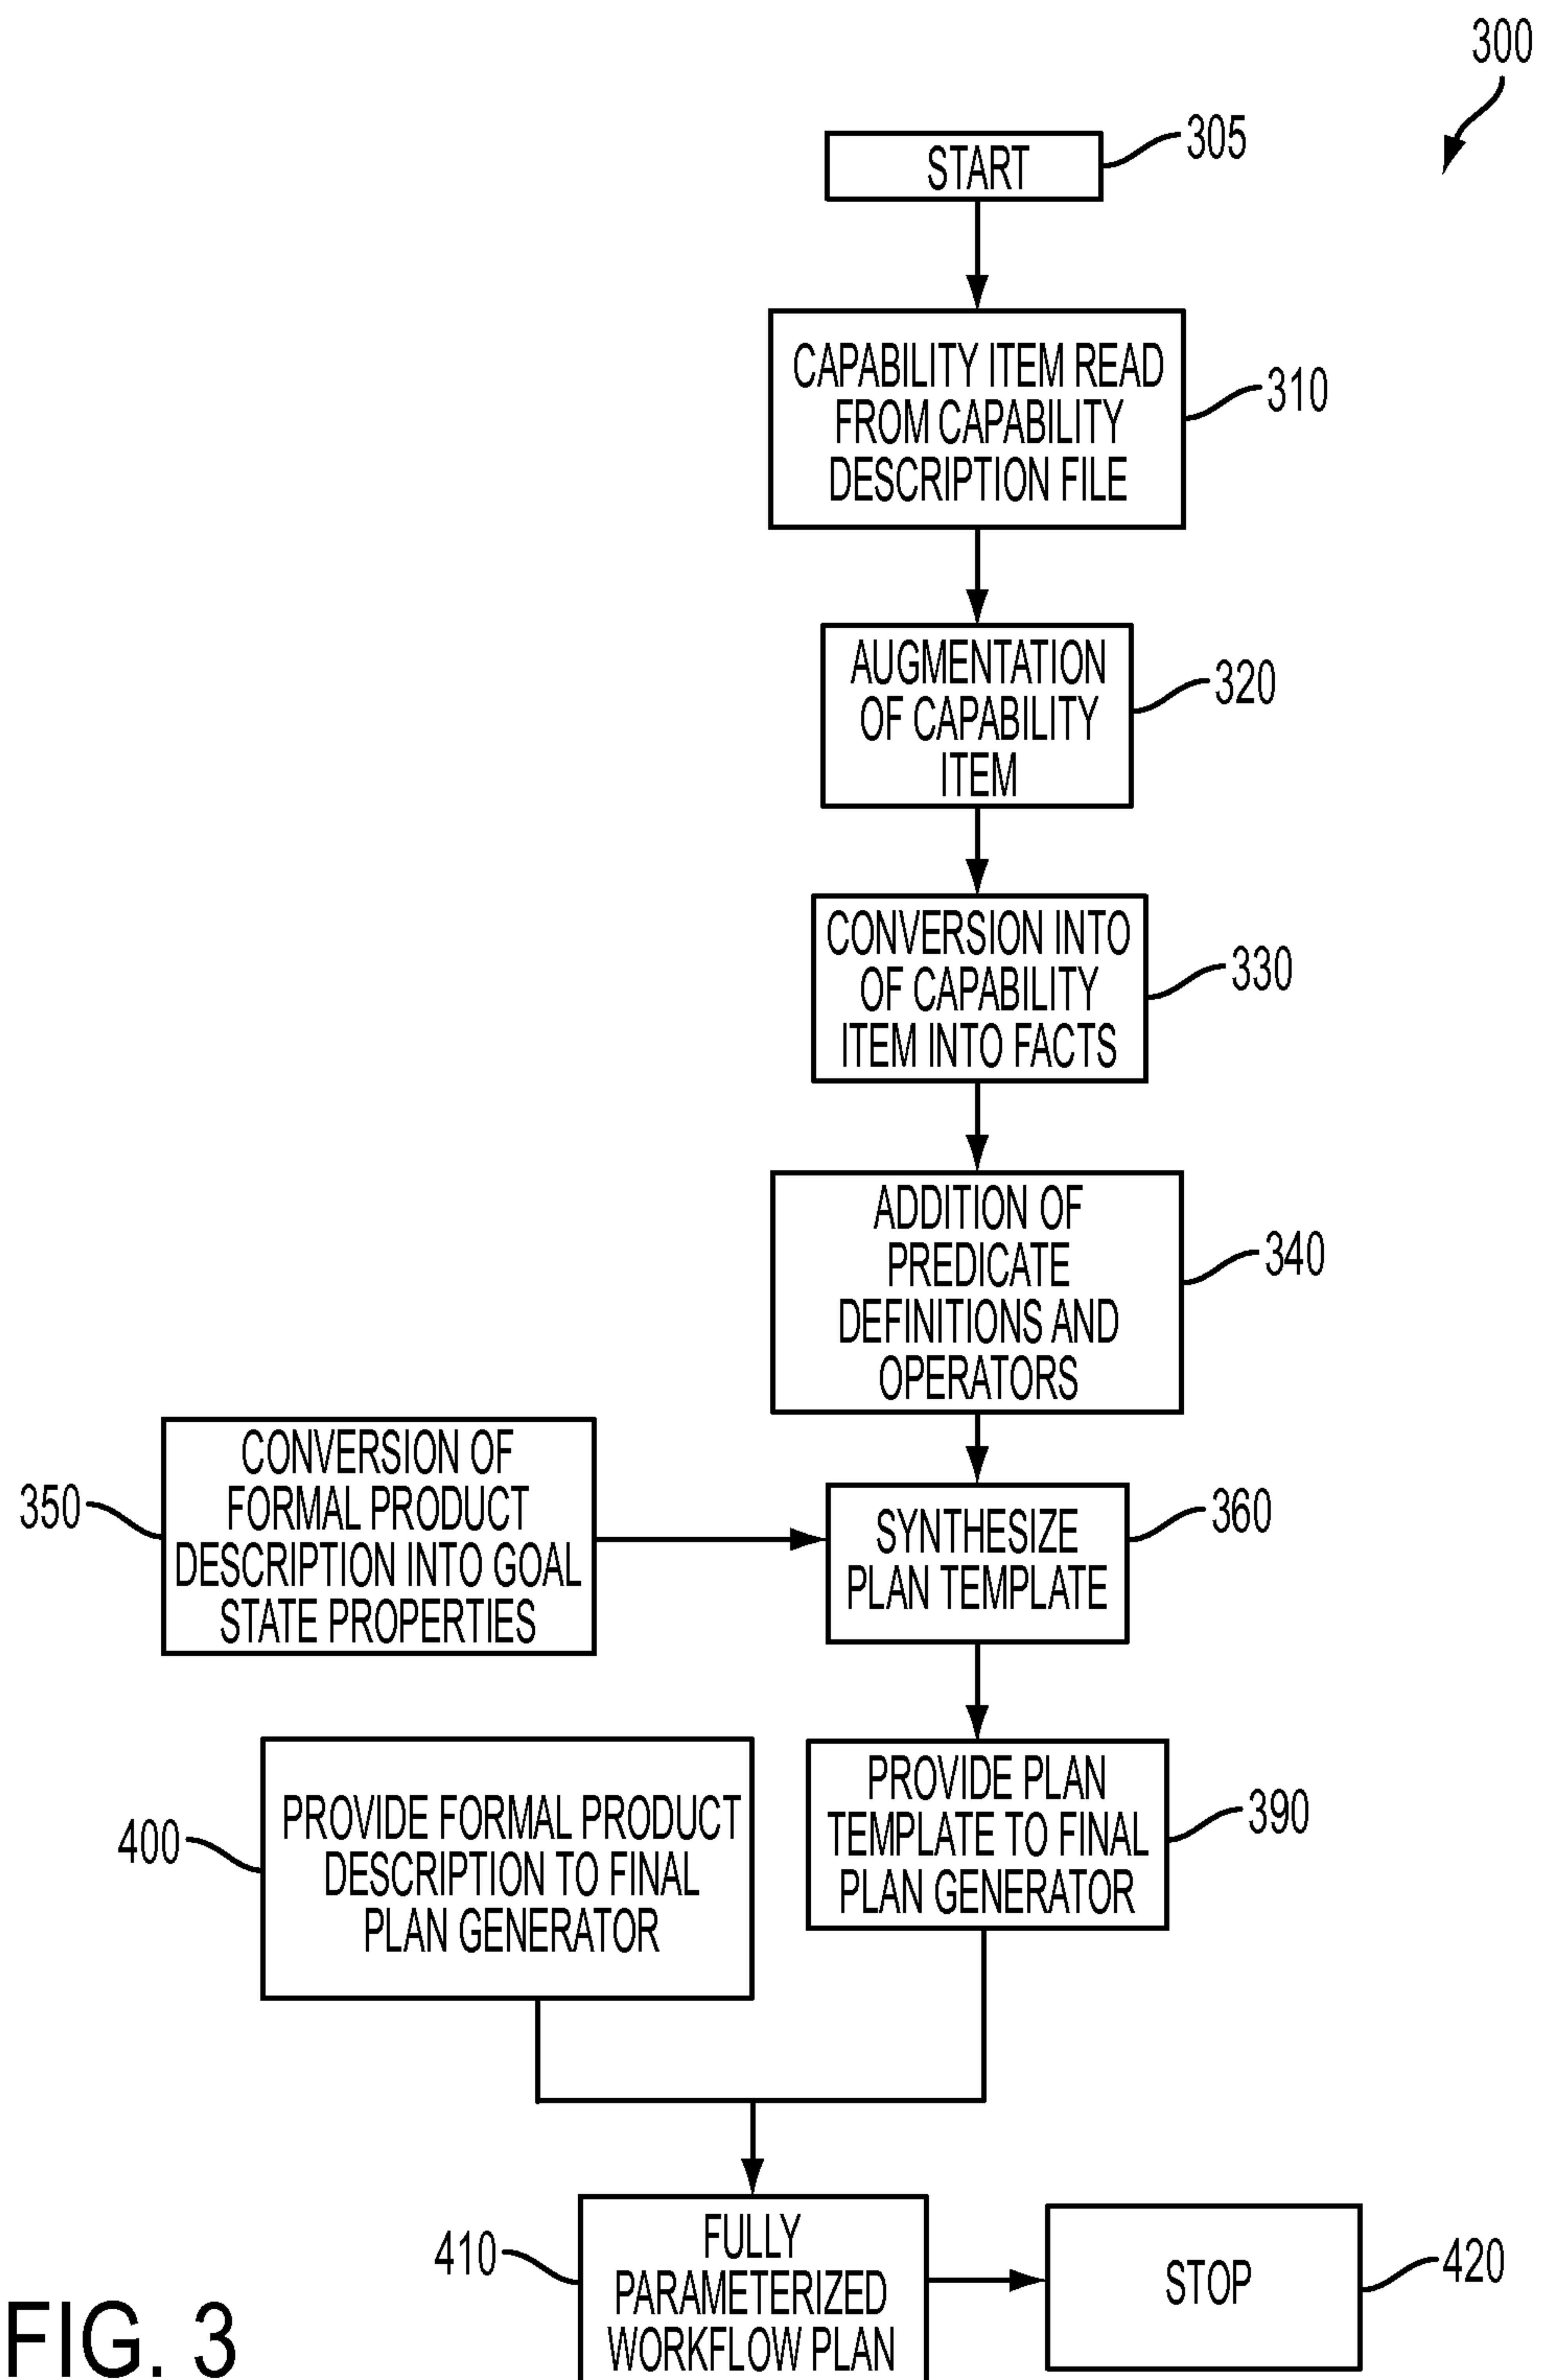 300
START
305
CAPABILITY ITEM READ
FROM CAPABILITY
DESCRIPTION FILE
310
AUGMENTATION
OF CAPABILITY
ITEM
320
CONVERSION INTO
OF CAPABILITY
ITEM INTO FACTS
330
ADDITION OF
PREDICATE
DEFINITIONS AND
OPERATORS
340
350
CONVERSION OF
FORMAL PRODUCT
DESCRIPTION INTO GOAL
STATE PROPERTIES
SYNTHESIZE
PLAN TEMPLATE
360
400
PROVIDE FORMAL PRODUCT
DESCRIPTION TO FINAL
PLAN GENERATOR
PROVIDE PLAN
TEMPLATE TO FINAL
PLAN GENERATOR
390
410
FULLY
PARAMETERIZED
WORKFLOW PLAN
STOP
420
FIG. 3